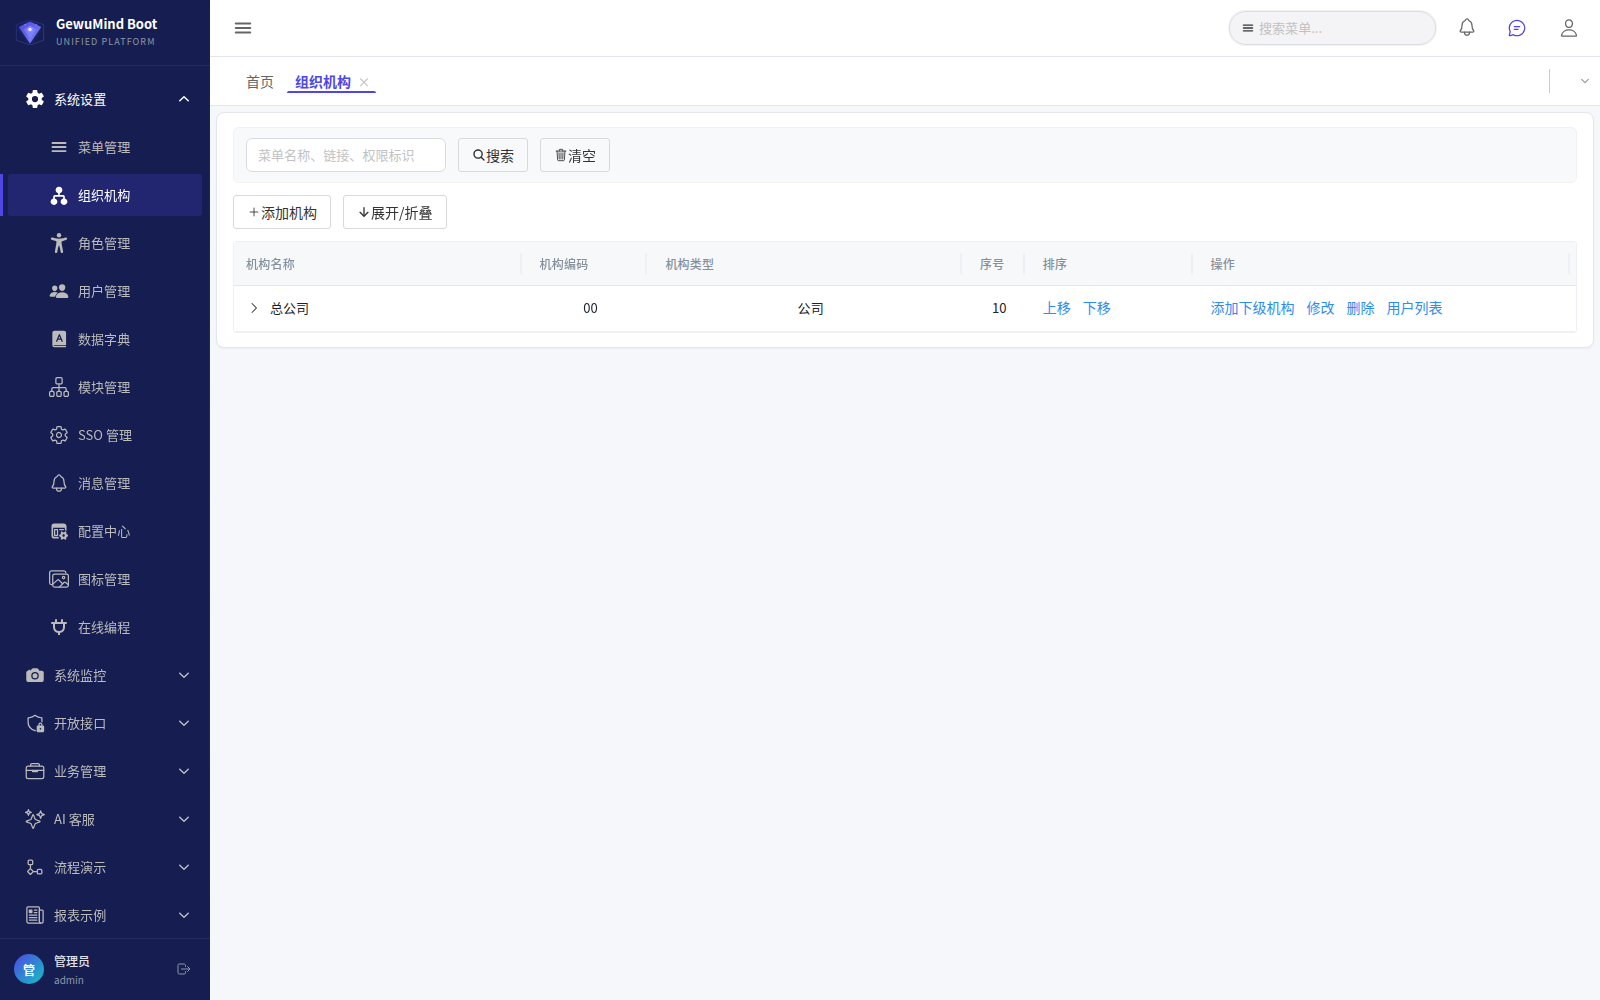 GewuMind Boot
UNIFIED PLATFORM
系统设置
菜单管理
组织机构
角色管理
用户管理
数据字典
模块管理
SSO 管理
消息管理
配置中心
图标管理
在线编程
系统监控
开放接口
业务管理
AI 客服
流程演示
报表示例
管 管理员
admin
搜索菜单...
首页 组织机构
菜单名称、链接、权限标识 搜索 清空
添加机构 展开/折叠
机构名称 机构编码 机构类型 序号 排序 操作
总公司 00 公司 10 上移 下移 添加下级机构 修改 删除 用户列表